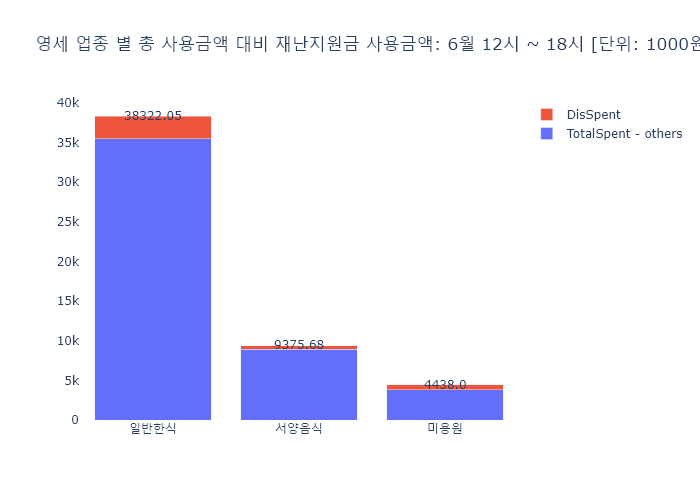 영세 업종 별 총 사용금액 대비 재난지원금 사용금액: 6월 12시 ~ 18시 [단위: 1000원
40k
35k
30k
25k
20k
15k
10k
5k
0
38322.05
9375.68
4438.0
일반한식
서양음식
미용원
DisSpent
TotalSpent - others